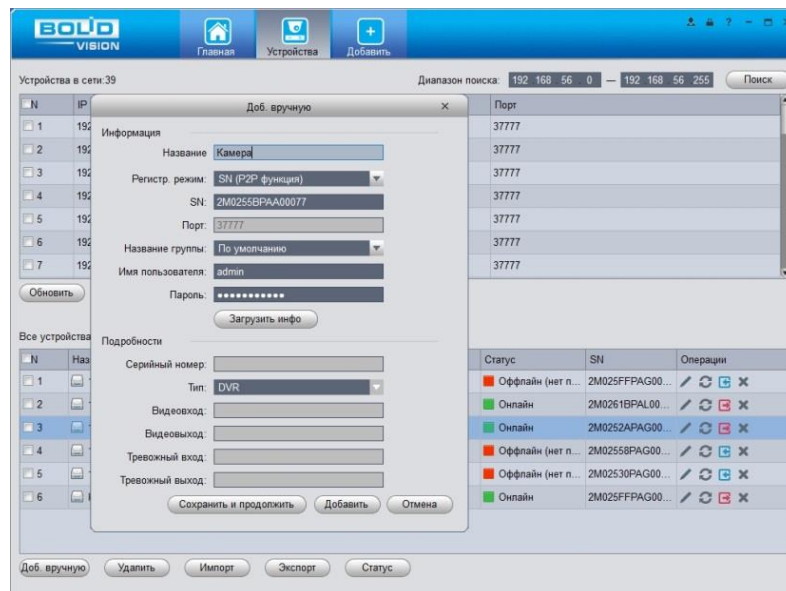 BOLID
VISION
Главная
Устройства
Добавить
Устройства в сети:39
Диапазон поиска: 192 168 56 0 — 192 168 56 255 Поиск
N IP Порт
1 192 37777
2 192 37777
3 192 37777
4 192 37777
5 192 37777
6 192 37777
7 192 37777
Обновить
Доб. вручную
Информация
Название Камера
Регистр. режим: SN (P2P функция)
SN: 2M0255BPAA00077
Порт: 37777
Название группы: По умолчанию
Имя пользователя: admin
Пароль: •••••••••••
Загрузить инфо
Подробности
Серийный номер:
Тип: DVR
Видеовход:
Видеовыход:
Тревожный вход:
Тревожный выход:
Сохранить и продолжить Добавить Отмена
Все устройства
N Наз Статус SN Операции
1 Оффлайн (нет п... 2M025FFPAG00...
2 Онлайн 2M0261BPAL00...
3 Онлайн 2M0252APAG00...
4 Оффлайн (нет п... 2M02558PAG00...
5 Оффлайн (нет п... 2M02530PAG00...
6 Онлайн 2M025FFPAG00...
Доб. вручную Удалить Импорт Экспорт Статус